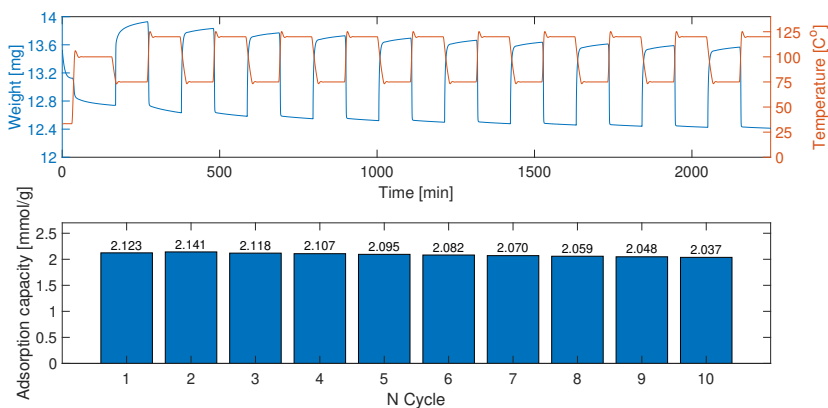 14
13.6
13.2
12.8
12.4
12
Weight [mg]
125
100
75
50
25
0
Temperature [C°]
0 500 1000 1500 2000
Time [min]
2.5
2
1.5
1
0.5
0
Adsorption capacity [mmol/g]
2.123 2.141 2.118 2.107 2.095 2.082 2.070 2.059 2.048 2.037
1 2 3 4 5 6 7 8 9 10
N Cycle